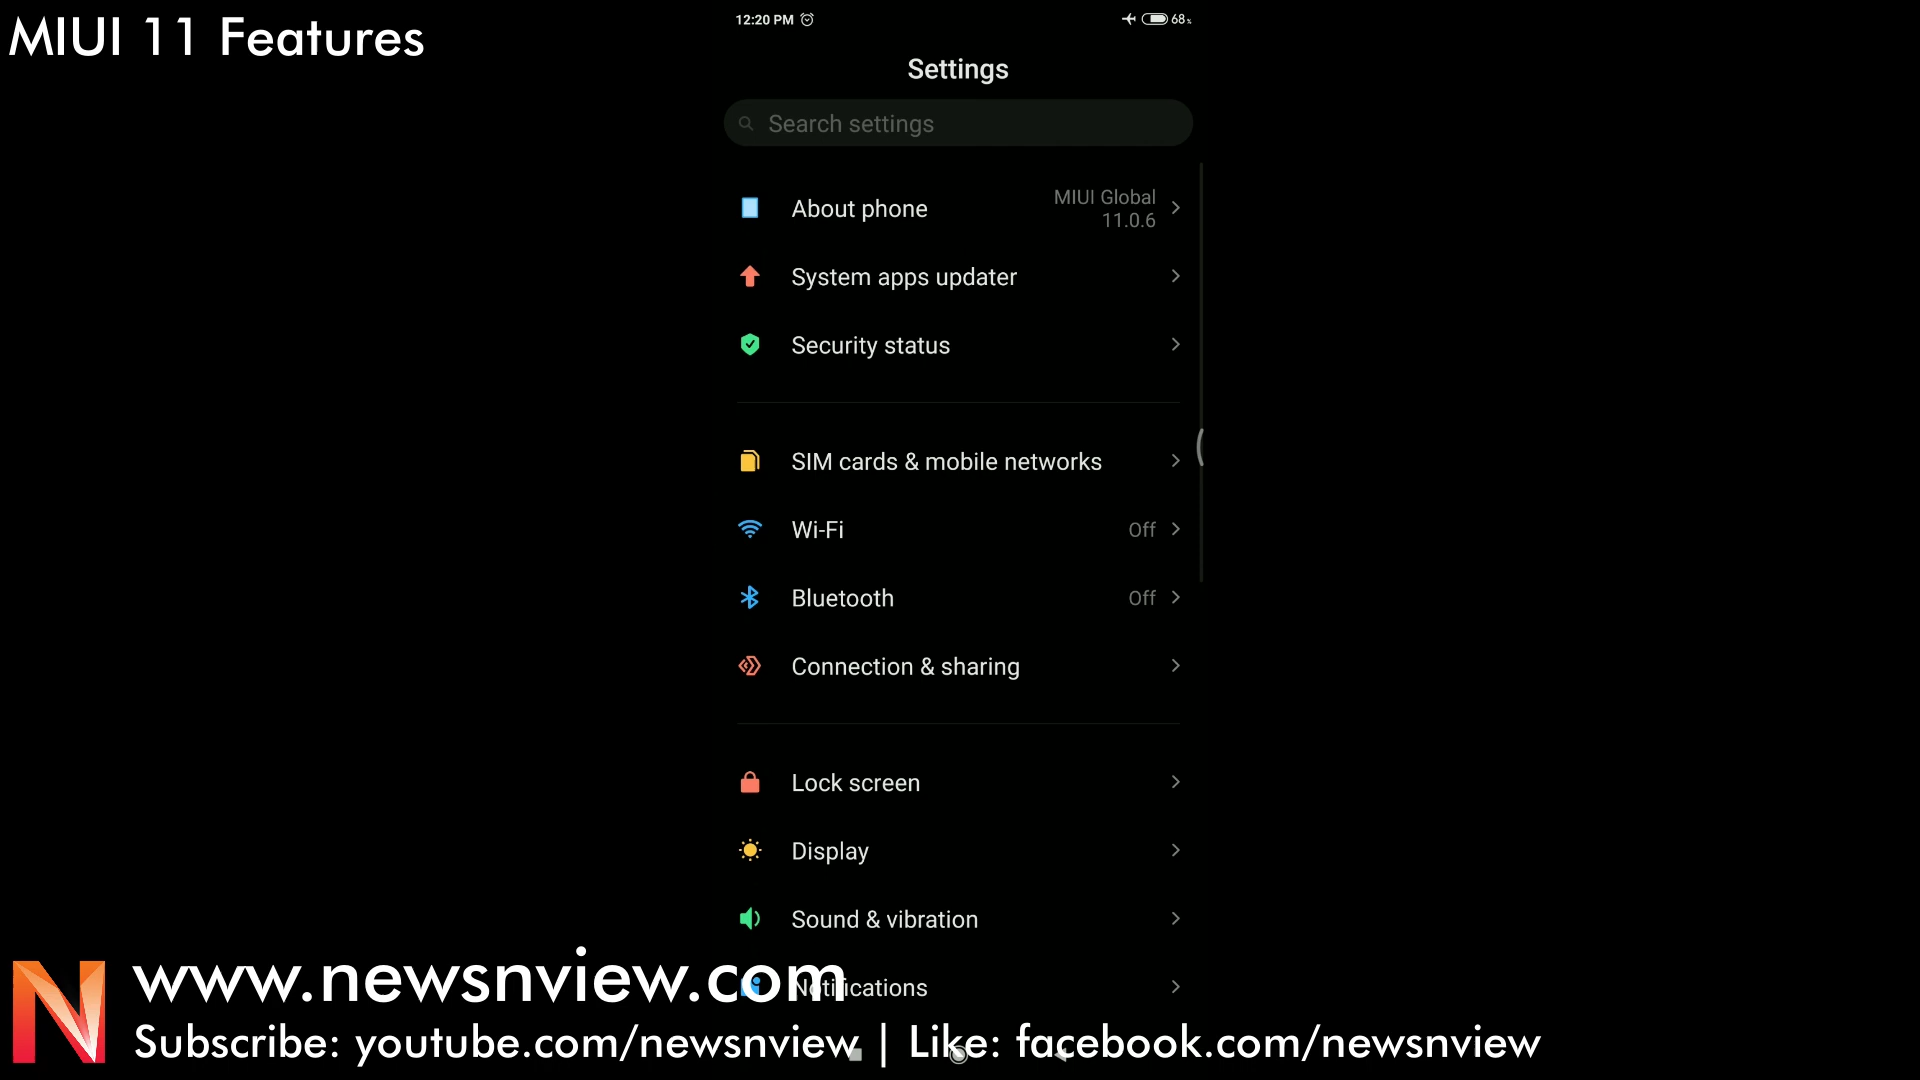 MIUI 11 Features
12:20 PM
68%
Settings
Search settings
About phone
MIUI Global
11.0.6
System apps updater
Security status
SIM cards & mobile networks
Wi-Fi
Off
Bluetooth
Off
Connection & sharing
Lock screen
Display
Sound & vibration
Notifications
www.newsnview.com
Subscribe: youtube.com/newsnview | Like: facebook.com/newsnview